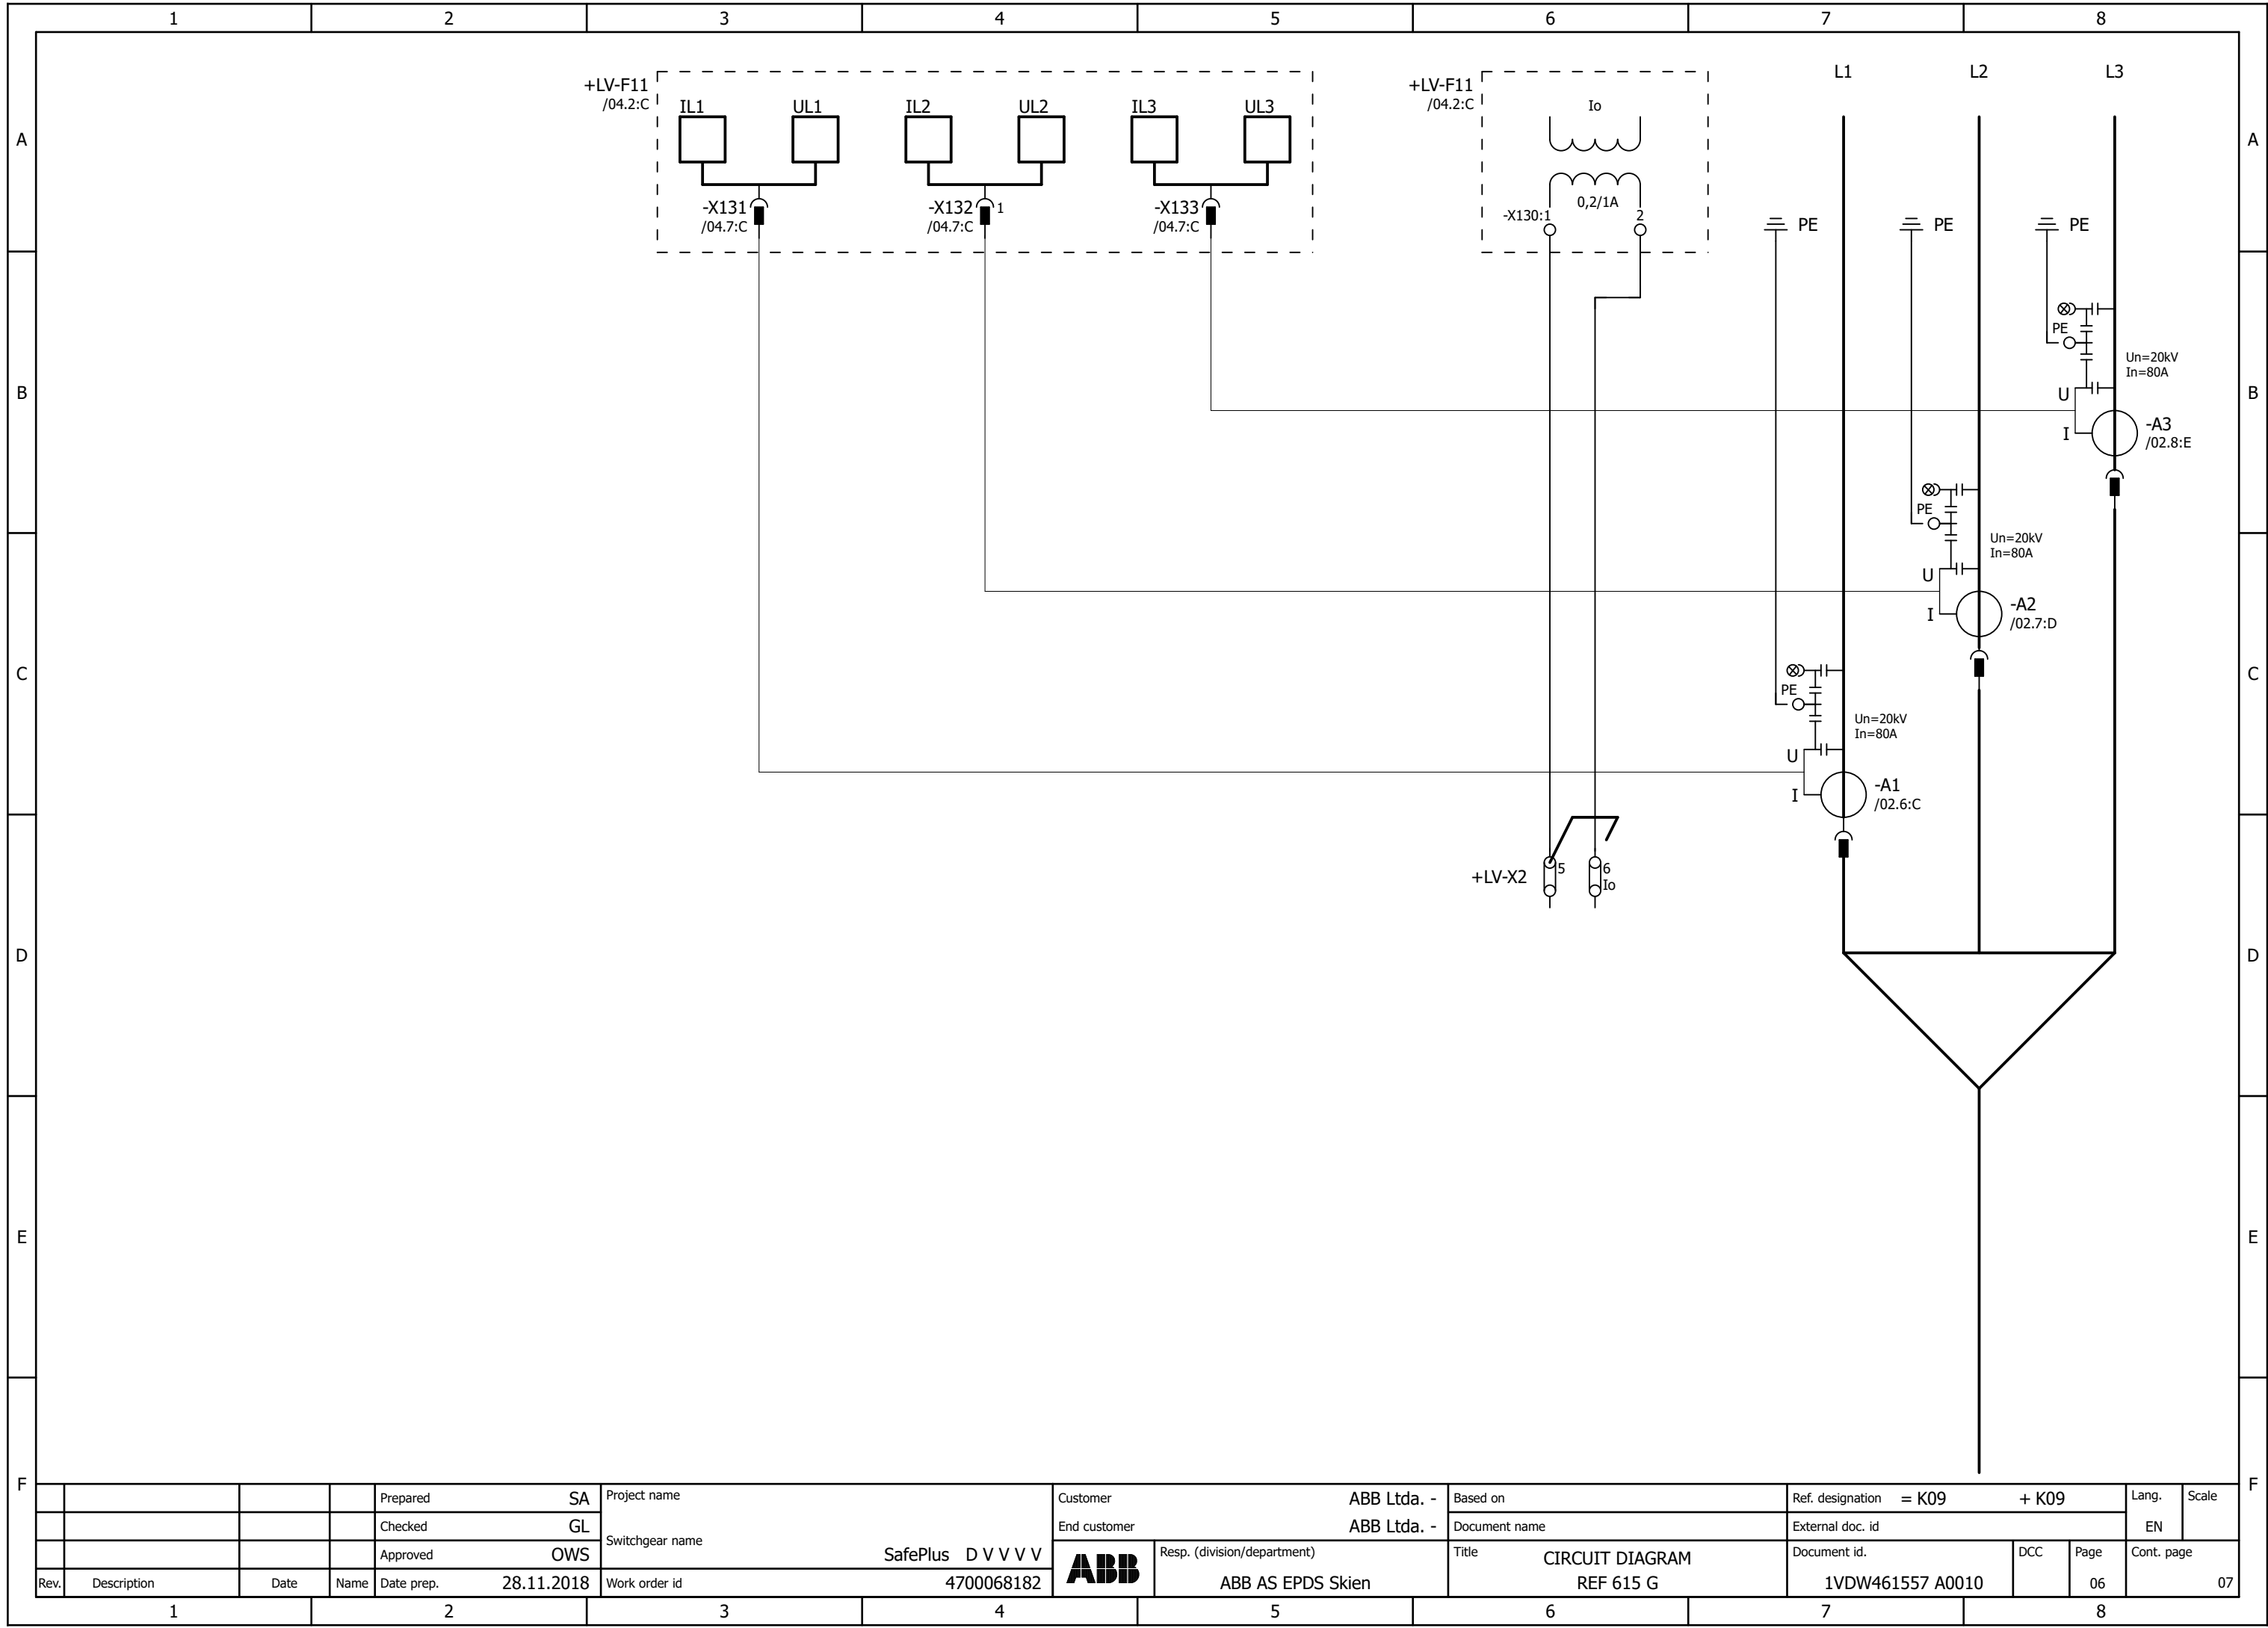 1 2 3 4 5 6 7 8
L1 L2 L3
+LV-F11
/04.2:C
IL1 UL1 IL2 UL2 IL3 UL3
+LV-F11
/04.2:C
Io
A A
-X131
/04.7:C
-X132 1
/04.7:C
-X133
/04.7:C
0,2/1A
-X130:1 2
PE PE PE
PE
Un=20kV
In=80A
B B
U
I
-A3
/02.8:E
PE
Un=20kV
In=80A
U
I
-A2
/02.7:D
C C
PE
Un=20kV
In=80A
U
I
-A1
/02.6:C
+LV-X2 5 6
Io
D D
E E
F F
Prepared SA
Checked GL
Approved OWS
Rev. Description Date Name Date prep. 28.11.2018
Project name
Switchgear name
SafePlus D V V V V
Work order id 4700068182
Customer ABB Ltda. -
End customer ABB Ltda. -
ABB
Resp. (division/department)
ABB AS EPDS Skien
Based on
Document name
Title CIRCUIT DIAGRAM
REF 615 G
Ref. designation = K09 + K09
External doc. id
Document id.
1VDW461557 A0010
DCC
Page
06
Lang.
EN
Scale
Cont. page
07
1 2 3 4 5 6 7 8